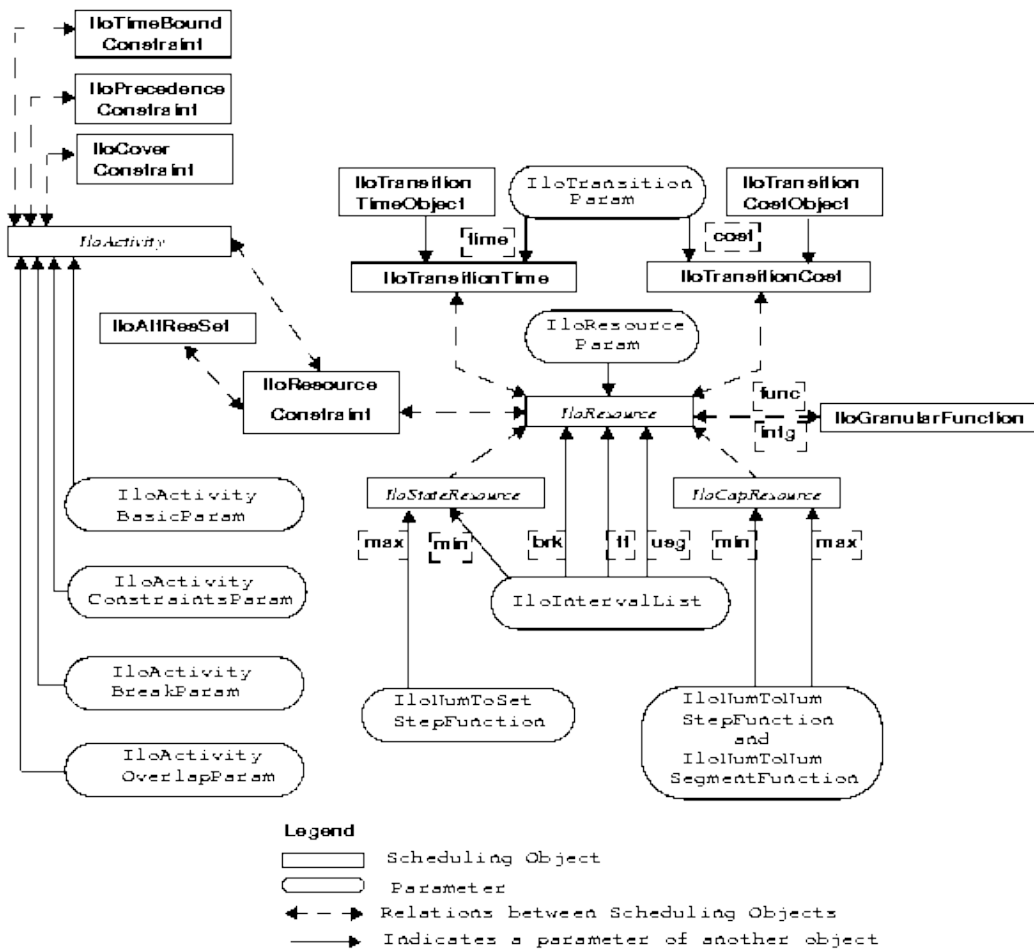 IloTimeBound
Constraint
IloPrecedence
Constraint
IloCover
Constraint
IloActivity
IloTransition
TimeObject
IloTransition
Param
IloTransition
CostObject
time
cost
IloTransitionTime
IloTransitionCost
IloAltResSet
IloResource
Param
IloResource
Constraint
IloResource
func
intg
IloGranularFunction
IloStateResource
IloCapResource
IloActivity
BasicParam
max
min
brk
tt
usg
min
max
IloActivity
ConstraintsParam
IloIntervalList
IloActivity
BreakParam
IloNumToSet
StepFunction
IloNumToNum
StepFunction
and
IloNumToNum
SegmentFunction
IloActivity
OverlapParam
Legend
Scheduling Object
Parameter
Relations between Scheduling Objects
Indicates a parameter of another object